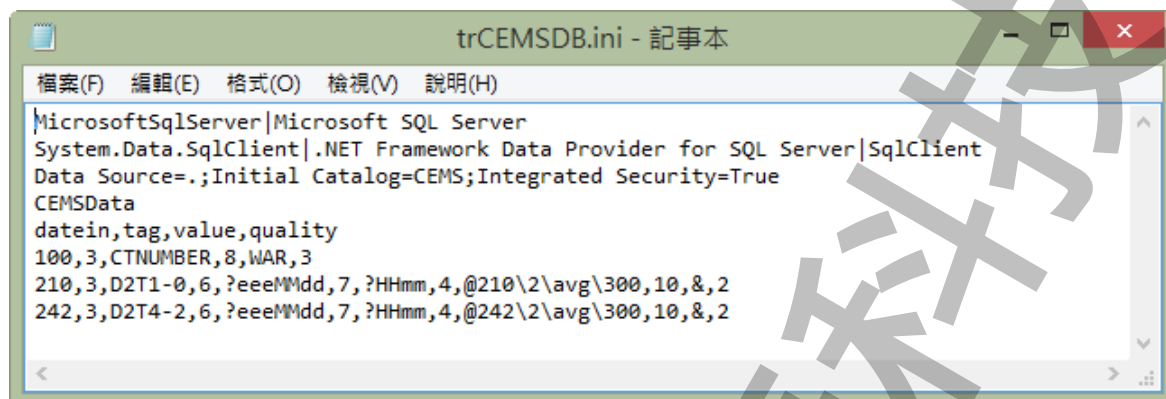 trCEMSDB.ini - 記事本
檔案(F) 編輯(E) 格式(O) 檢視(V) 說明(H)
MicrosoftSqlServer|Microsoft SQL Server
System.Data.SqlClient|.NET Framework Data Provider for SQL Server|SqlClient
Data Source=.;Initial Catalog=CEMS;Integrated Security=True
CEMSData
datein,tag,value,quality
100,3,CTNUMBER,8,WAR,3
210,3,D2T1-0,6,?eeeMMdd,7,?HHmm,4,@210\2\avg\300,10,&,2
242,3,D2T4-2,6,?eeeMMdd,7,?HHmm,4,@242\2\avg\300,10,&,2
科技